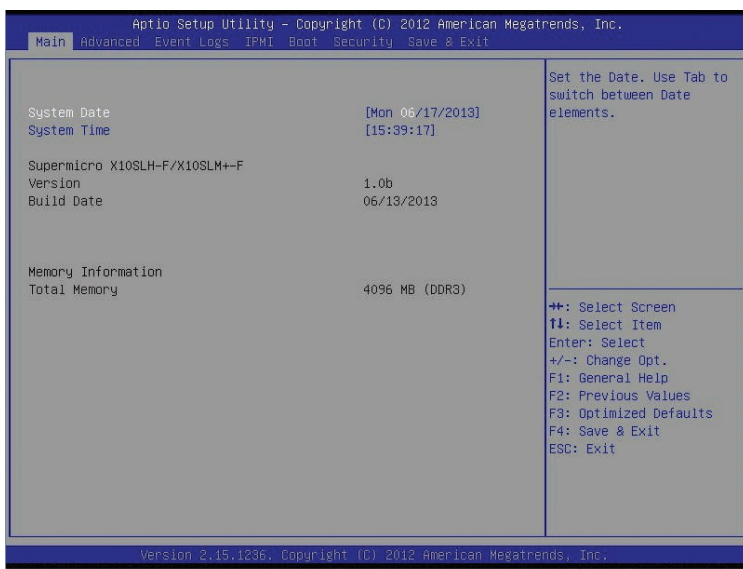 Aptio Setup Utility – Copyright (C) 2012 American Megatrends, Inc.
Main Advanced Event Logs IPMI Boot Security Save & Exit
System Date [Mon 06/17/2013]
System Time [15:39:17]
Supermicro X10SLH-F/X10SLM+-F
Version 1.0b
Build Date 06/13/2013
Memory Information
Total Memory 4096 MB (DDR3)
Set the Date. Use Tab to
switch between Date
elements.
→←: Select Screen
↑↓: Select Item
Enter: Select
+/-: Change Opt.
F1: General Help
F2: Previous Values
F3: Optimized Defaults
F4: Save & Exit
ESC: Exit
Version 2.15.1236. Copyright (C) 2012 American Megatrends, Inc.